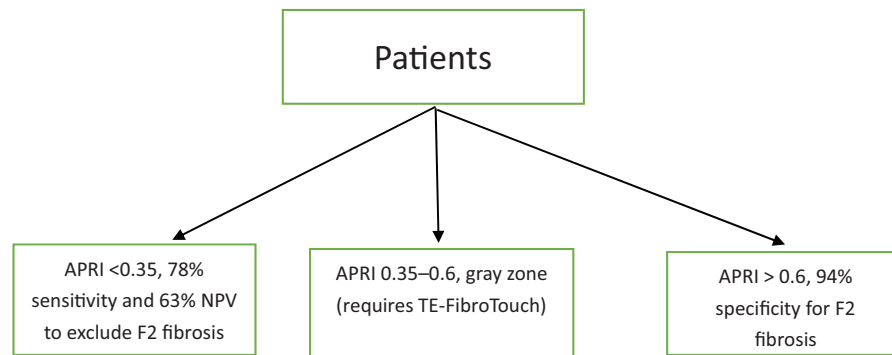 Patients
APRI <0.35, 78%
sensitivity and 63% NPV
to exclude F2 fibrosis
APRI 0.35–0.6, gray zone
(requires TE-FibroTouch)
APRI > 0.6, 94%
specificity for F2
fibrosis